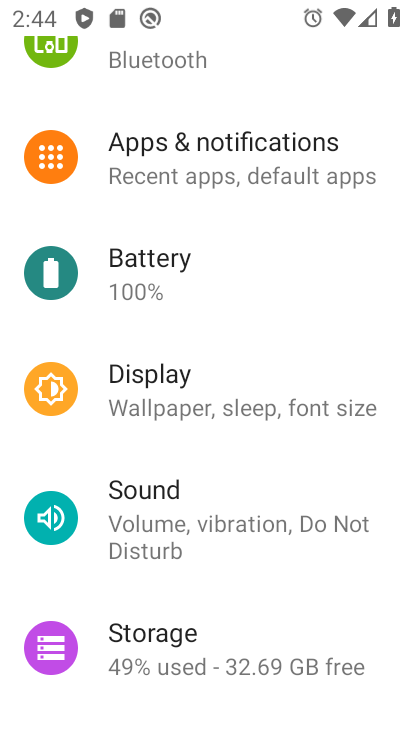 2:44
Bluetooth
Apps & notifications
Recent apps, default apps
Battery
100%
Display
Wallpaper, sleep, font size
Sound
Volume, vibration, Do Not
Disturb
Storage
49% used - 32.69 GB free